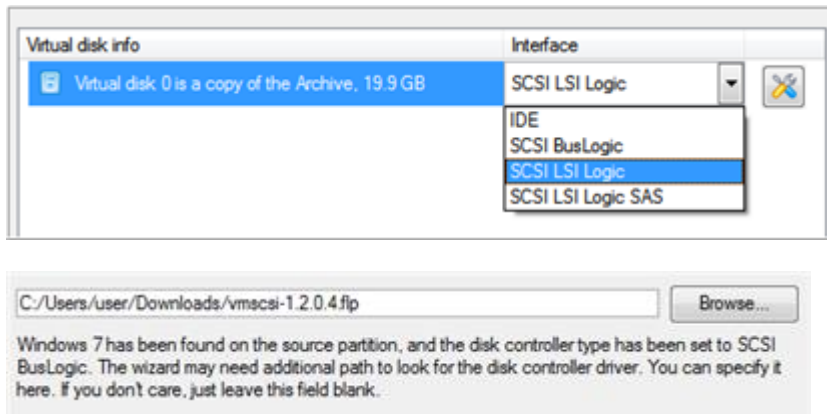 Virtual disk info Interface
Virtual disk 0 is a copy of the Archive, 19.9 GB SCSI LSI Logic
IDE
SCSI BusLogic
SCSI LSI Logic
SCSI LSI Logic SAS
C:/Users/user/Downloads/vmscsi-1.2.0.4.flp Browse...
Windows 7 has been found on the source partition, and the disk controller type has been set to SCSI
BusLogic. The wizard may need additional path to look for the disk controller driver. You can specify it
here. If you don't care, just leave this field blank.